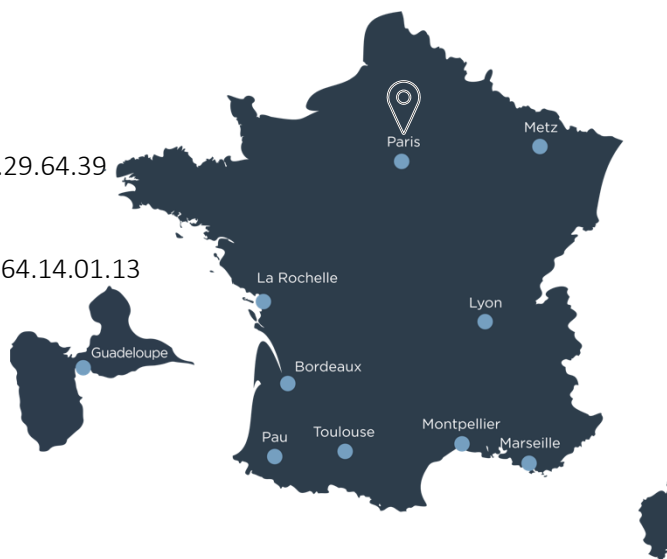 Metz
Paris
.29.64.39
64.14.01.13
La Rochelle
Lyon
Guadeloupe
Bordeaux
Montpellier
Toulouse
Pau
Marseille